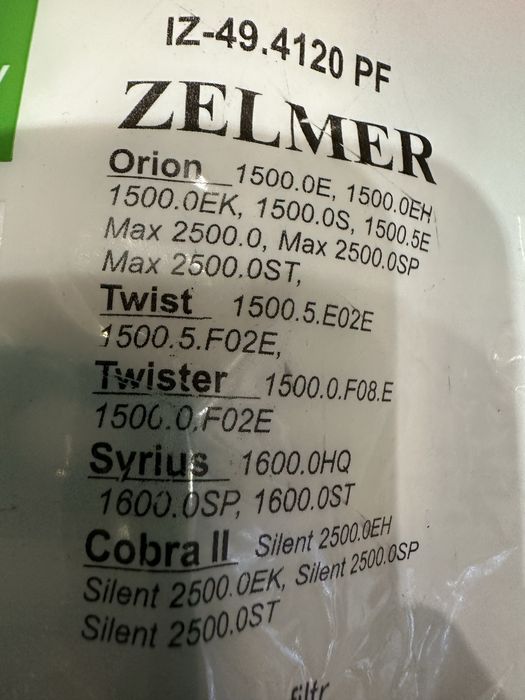 IZ-49.4120 PF
ZELMER
Orion 1500.0E, 1500.0EH
1500.0EK, 1500.0S, 1500.5E
Max 2500.0, Max 2500.0SP
Max 2500.0ST,
Twist 1500.5.E02E
1500.5.F02E,
Twister 1500.0.F08.E
1500.0.F02E
Syrius 1600.0HQ
1600.0SP, 1600.0ST
Cobra II Silent 2500.0EH
Silent 2500.0EK, Silent 2500.0SP
Silent 2500.0ST
filtr